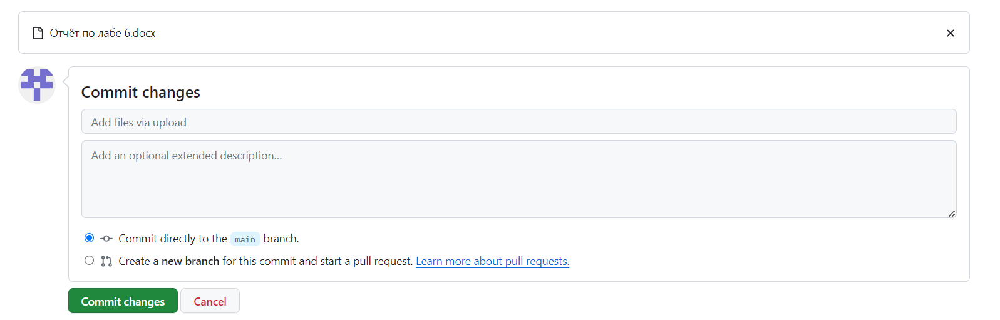 Отчёт по лабе 6.docx
Commit changes
Add files via upload
Add an optional extended description...
Commit directly to the main branch.
Create a new branch for this commit and start a pull request. Learn more about pull requests.
Commit changes
Cancel